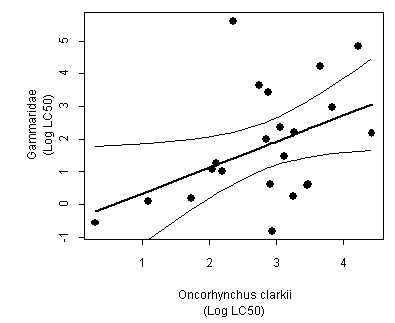 Gammaridae
(Log LC50)
5
4
3
2
1
0
-1
1 2 3 4
Oncorhynchus clarkii
(Log LC50)